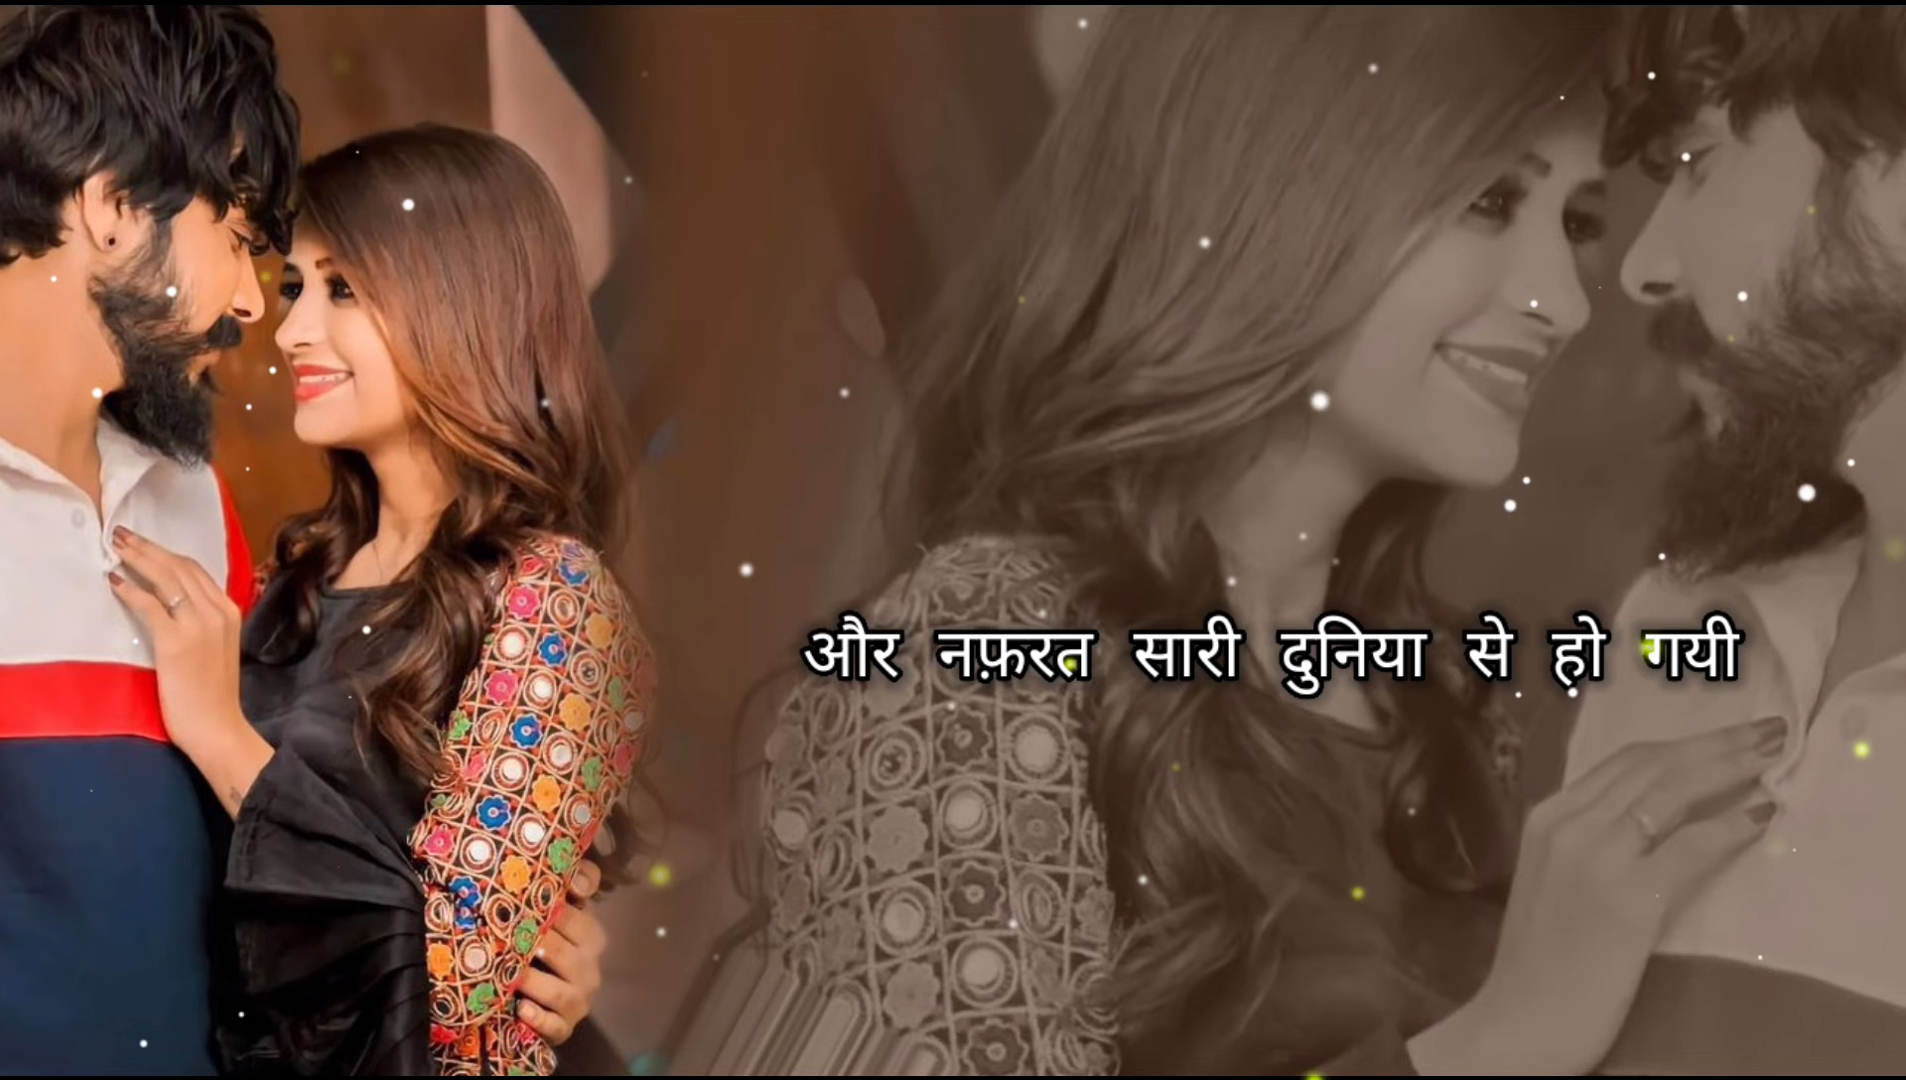 और नफ़रत सारी दुनिया से हो गयी